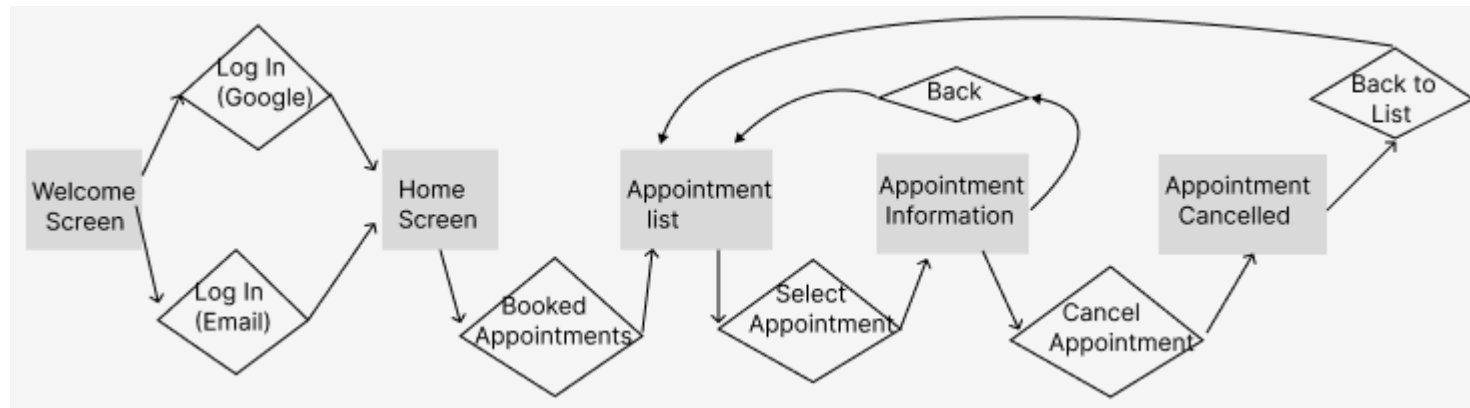 Log In
(Google)
Welcome
Screen
Log In
(Email)
Home
Screen
Booked
Appointments
Appointment
list
Select
Appointment
Back
Appointment
Information
Cancel
Appointment
Appointment
Cancelled
Back to
List